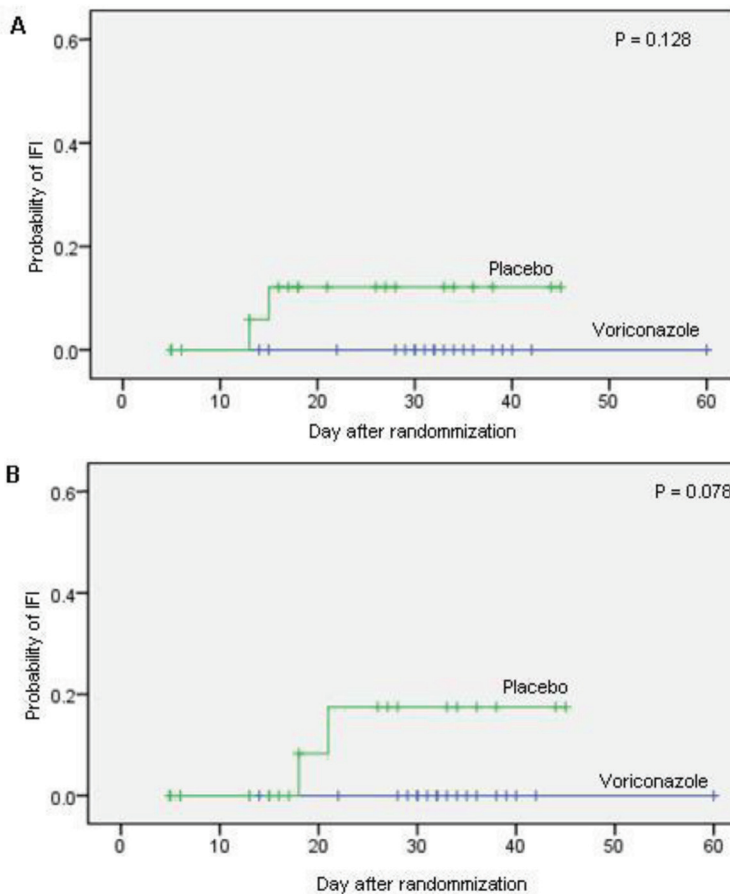 A
P = 0.128
0.6
0.4
0.2
0.0
Probability of IFI
Placebo
Voriconazole
0 10 20 30 40 50 60
Day after randommization
B
P = 0.078
0.6
0.4
0.2
0.0
Probability of IFI
Placebo
Voriconazole
0 10 20 30 40 50 60
Day after randommization